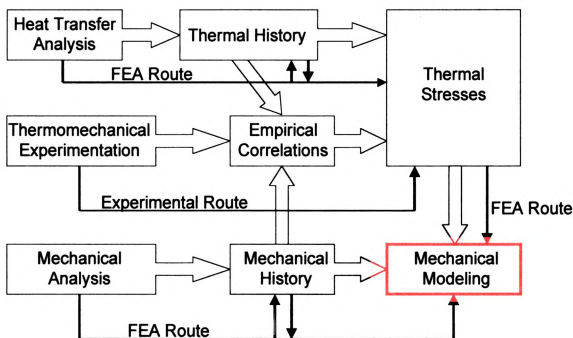 Heat Transfer
Analysis
Thermal History
FEA Route
Thermal
Stresses
Thermomechanical
Experimentation
Empirical
Correlations
Experimental Route
FEA Route
Mechanical
Analysis
Mechanical
History
Mechanical
Modeling
FEA Route